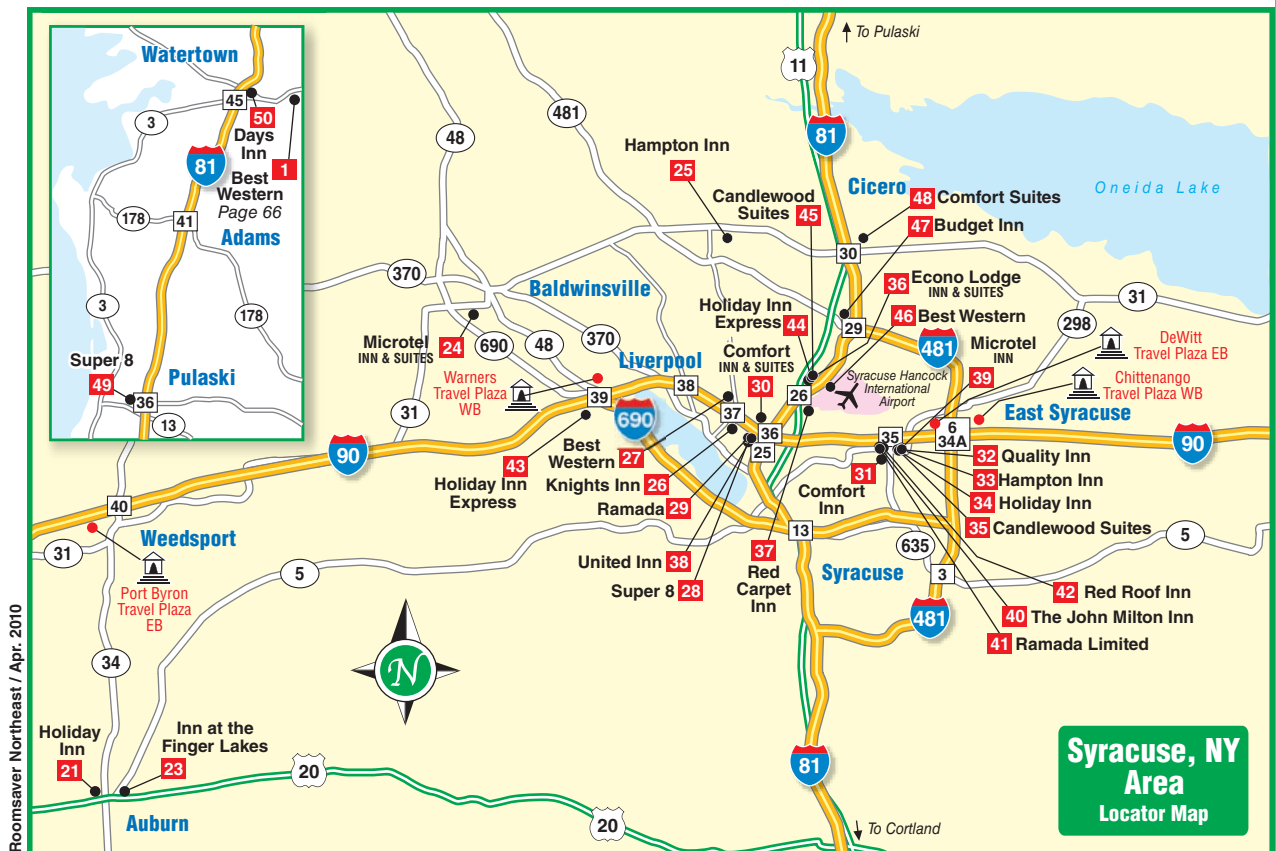 Watertown
45
50
Days
Inn
1
3
81
Best
Western
Page 66
178
41
Adams
3
178
Super 8
49
Pulaski
36
13
To Pulaski
11
481
48
81
Hampton Inn
25
Cicero
Oneida Lake
Candlewood
Suites 45
48 Comfort Suites
47 Budget Inn
30
370
Baldwinsville
36 Econo Lodge
INN & SUITES
31
Holiday Inn
Express 44
46 Best Western
29
298
Microtel
INN & SUITES 24
690
48
370
Liverpool
Comfort
INN & SUITES
30
481
Microtel
INN
39
DeWitt
Travel Plaza EB
Chittenango
Travel Plaza WB
Warners
Travel Plaza
WB
38
Syracuse Hancock
International
Airport
39
26
31
690
37
36
25
35
6
34A
East Syracuse
90
90
43
Holiday Inn
Express
Best
Western 27
Knights Inn 26
Ramada 29
31
Comfort
Inn
32 Quality Inn
33 Hampton Inn
34 Holiday Inn
35 Candlewood Suites
40
31
Weedsport
13
5
635
5
Port Byron
Travel Plaza
EB
United Inn 38
Super 8 28
37
Red
Carpet
Inn
Syracuse
3
42 Red Roof Inn
481
40 The John Milton Inn
41 Ramada Limited
34
N
Holiday
Inn
21
Inn at the
Finger Lakes
23
20
81
Syracuse, NY
Area
Locator Map
Auburn
20
To Cortland
Roomsaver Northeast / Apr. 2010